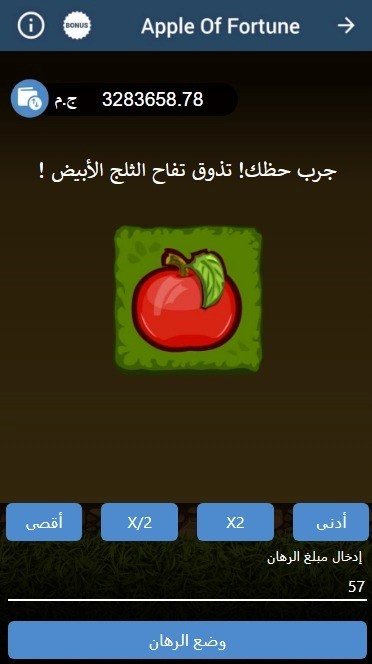 BONUS
Apple Of Fortune
ج.م 3283658.78
جرب حظك! تذوق تفاح الثلج الأبيض !
أقصى X/2 X2 أدنى
إدخال مبلغ الرهان
57
وضع الرهان